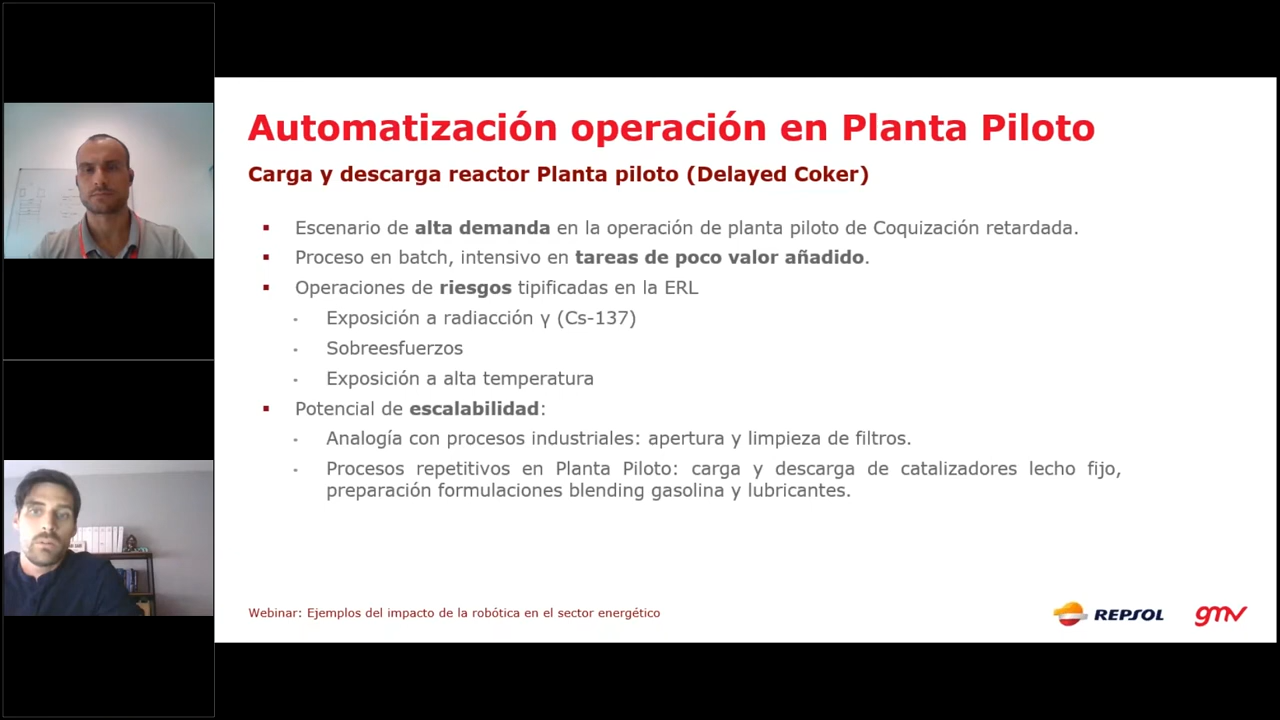 Automatización operación en Planta Piloto
Carga y descarga reactor Planta piloto (Delayed Coker)
Escenario de alta demanda en la operación de planta piloto de Coquización retardada.
Proceso en batch, intensivo en tareas de poco valor añadido.
Operaciones de riesgos tipificadas en la ERL
Exposición a radiacción γ (Cs-137)
Sobreesfuerzos
Exposición a alta temperatura
Potencial de escalabilidad:
Analogía con procesos industriales: apertura y limpieza de filtros.
Procesos repetitivos en Planta Piloto: carga y descarga de catalizadores lecho fijo,
preparación formulaciones blending gasolina y lubricantes.
Webinar: Ejemplos del impacto de la robótica en el sector energético
REPSOL
gmv